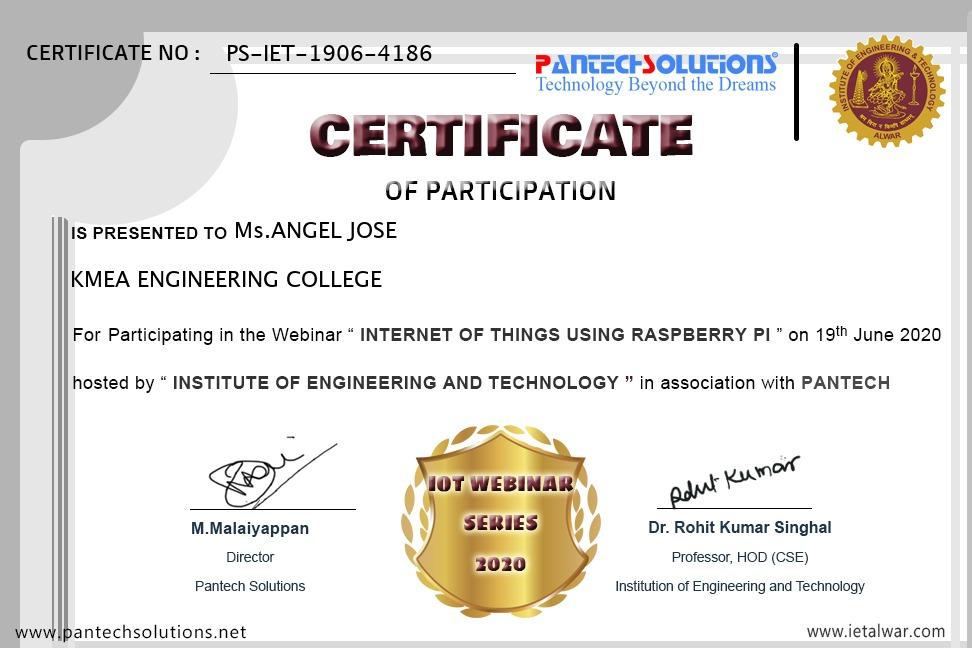 CERTIFICATE NO : PS-IET-1906-4186
PANTECHSOLUTIONS
Technology Beyond the Dreams
INSTITUTE OF ENGINEERING & TECHNOLOGY
ALWAR
CERTIFICATE
OF PARTICIPATION
IS PRESENTED TO Ms.ANGEL JOSE
KMEA ENGINEERING COLLEGE
For Participating in the Webinar “ INTERNET OF THINGS USING RASPBERRY PI ” on 19th June 2020
hosted by “ INSTITUTE OF ENGINEERING AND TECHNOLOGY ” in association with PANTECH
IOT WEBINAR
SERIES
2020
M.Malaiyappan
Director
Pantech Solutions
Rohit Kumar
Dr. Rohit Kumar Singhal
Professor, HOD (CSE)
Institution of Engineering and Technology
www.pantechsolutions.net
www.ietalwar.com